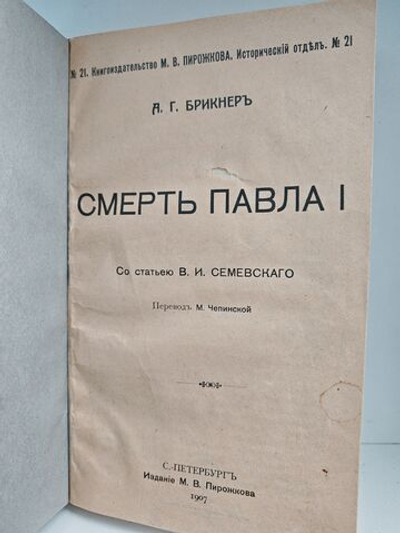 № 21. Книгоиздательство М. В. ПИРОЖКОВА. Историческій отдѣлъ. № 21
А. Г. БРИКНЕРЪ
СМЕРТЬ ПАВЛА I
Со статьею В. И. СЕМЕВСКАГО
Переводъ М. Чепинской
С.-ПЕТЕРБУРГЪ
Изданіе М. В. Пирожкова
1907